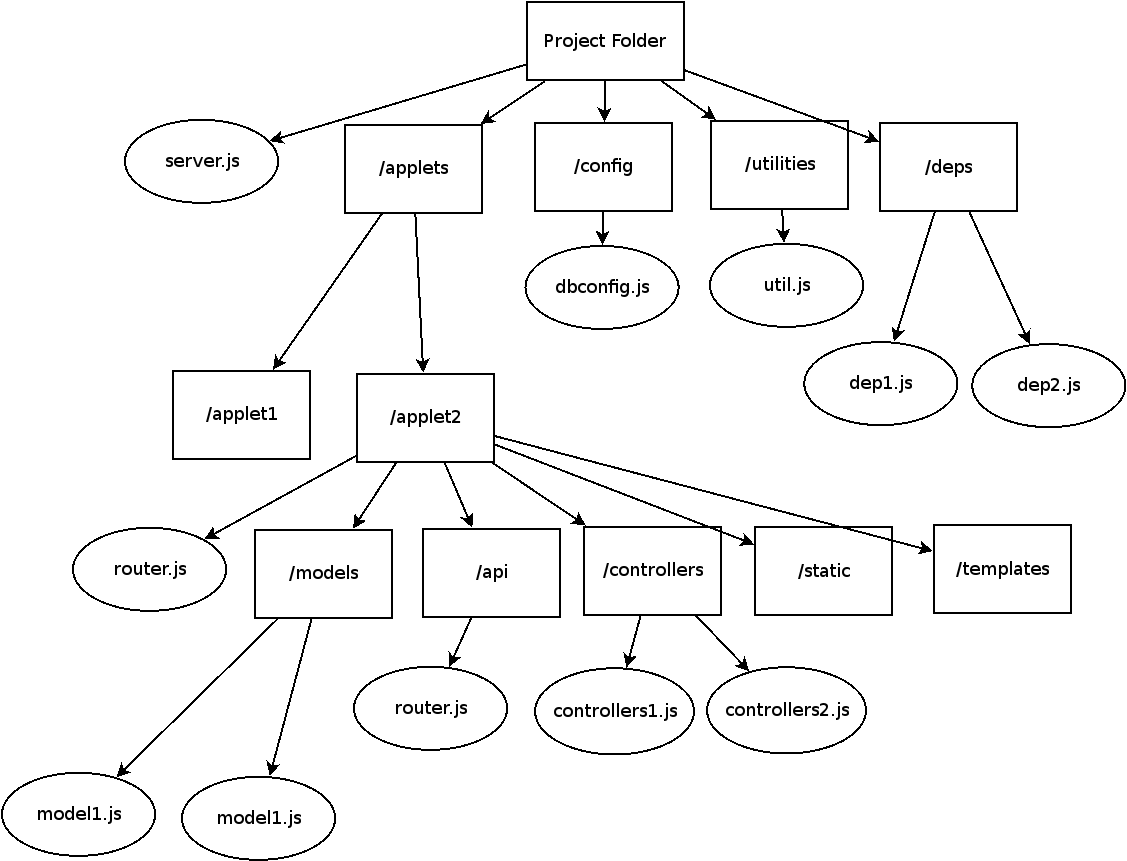 Project Folder
server.js
/applets
/config
/utilities
/deps
dbconfig.js
util.js
dep1.js
dep2.js
/applet1
/applet2
router.js
/models
/api
/controllers
/static
/templates
router.js
controllers1.js
controllers2.js
model1.js
model1.js